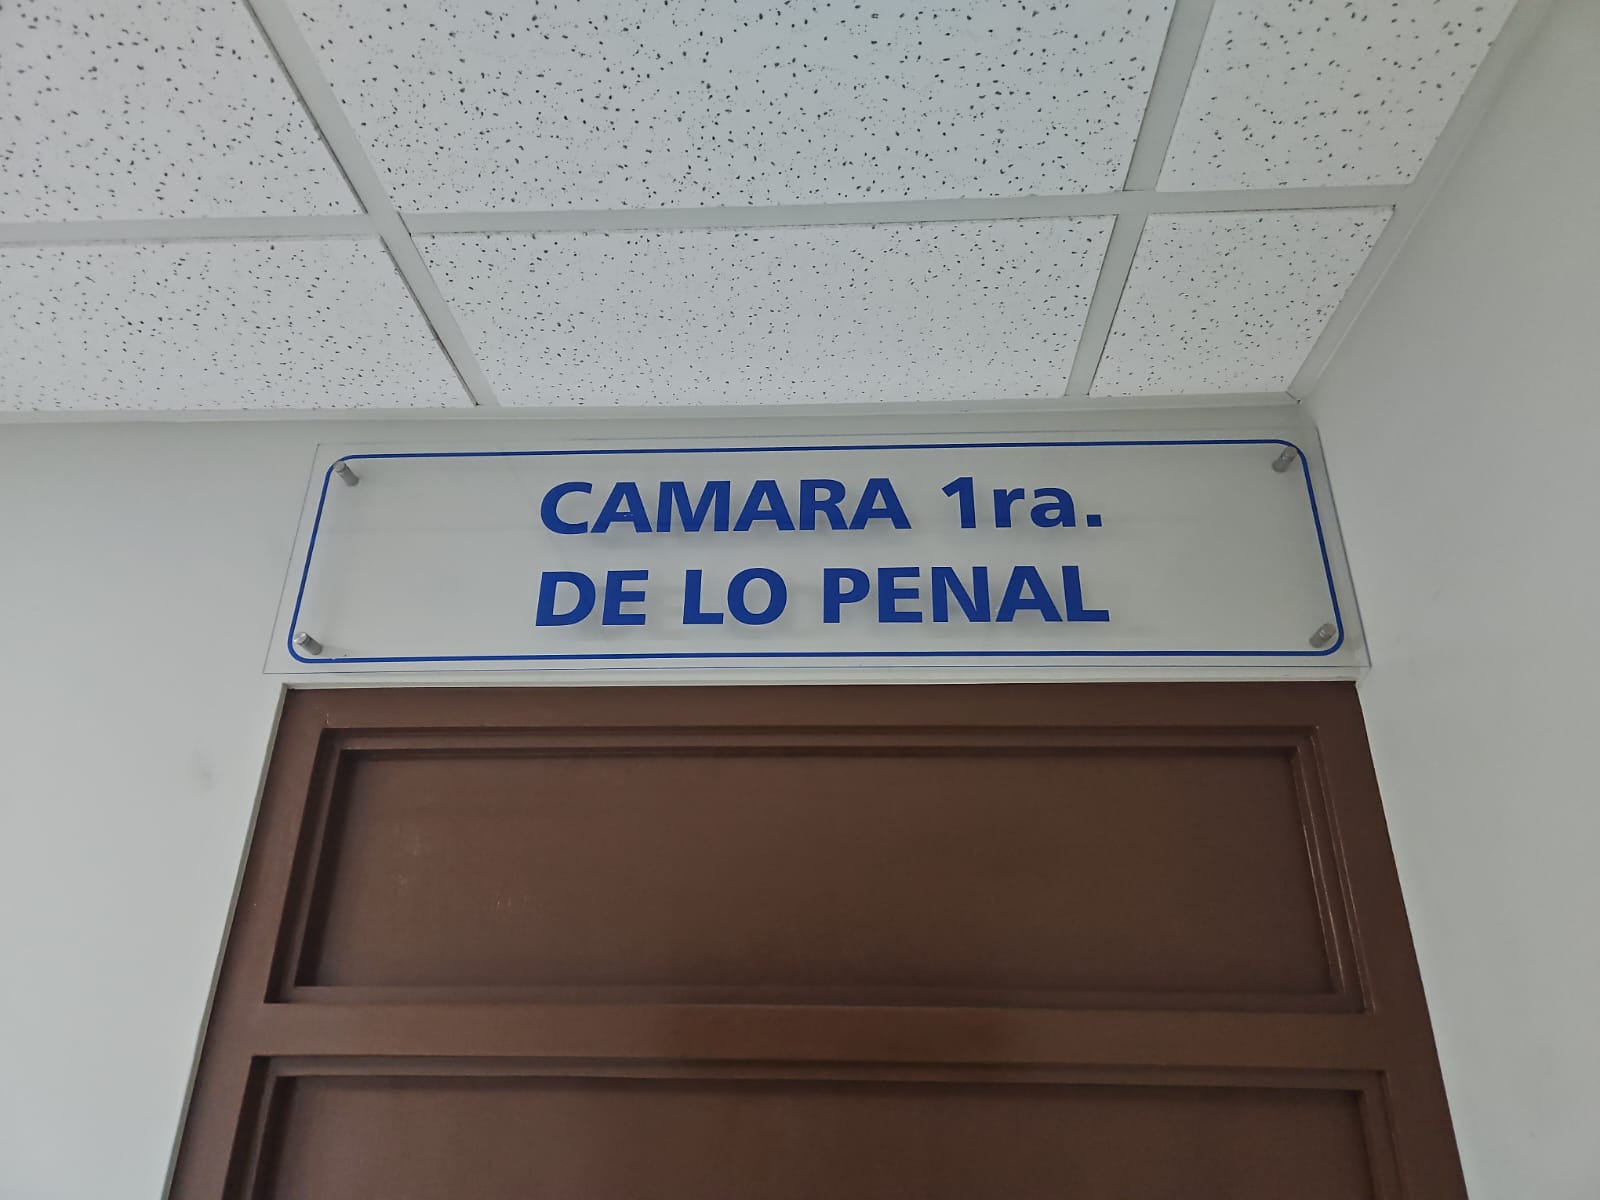 CAMARA 1ra.
DE LO PENAL